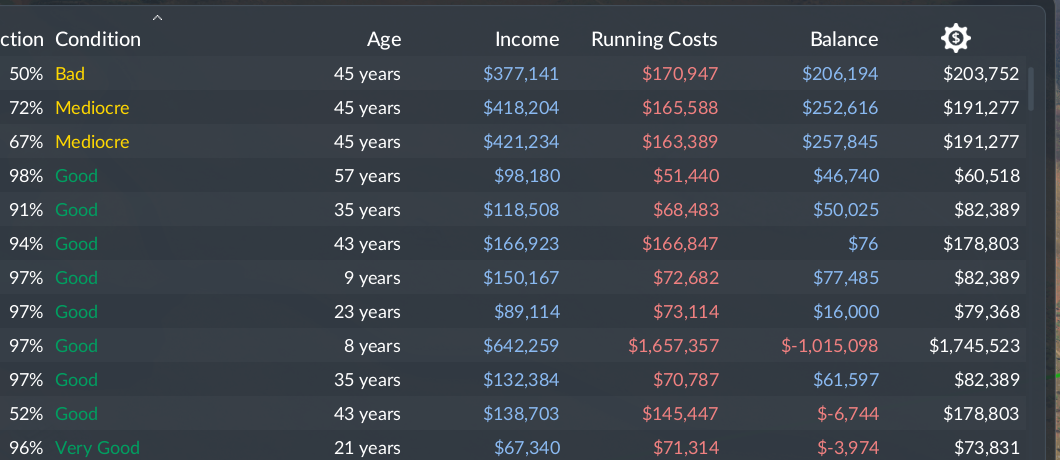 ction Condition Age Income Running Costs Balance $
50% Bad 45 years $377,141 $170,947 $206,194 $203,752
72% Mediocre 45 years $418,204 $165,588 $252,616 $191,277
67% Mediocre 45 years $421,234 $163,389 $257,845 $191,277
98% Good 57 years $98,180 $51,440 $46,740 $60,518
91% Good 35 years $118,508 $68,483 $50,025 $82,389
94% Good 43 years $166,923 $166,847 $76 $178,803
97% Good 9 years $150,167 $72,682 $77,485 $82,389
97% Good 23 years $89,114 $73,114 $16,000 $79,368
97% Good 8 years $642,259 $1,657,357 $-1,015,098 $1,745,523
97% Good 35 years $132,384 $70,787 $61,597 $82,389
52% Good 43 years $138,703 $145,447 $-6,744 $178,803
96% Very Good 21 years $67,340 $71,314 $-3,974 $73,831